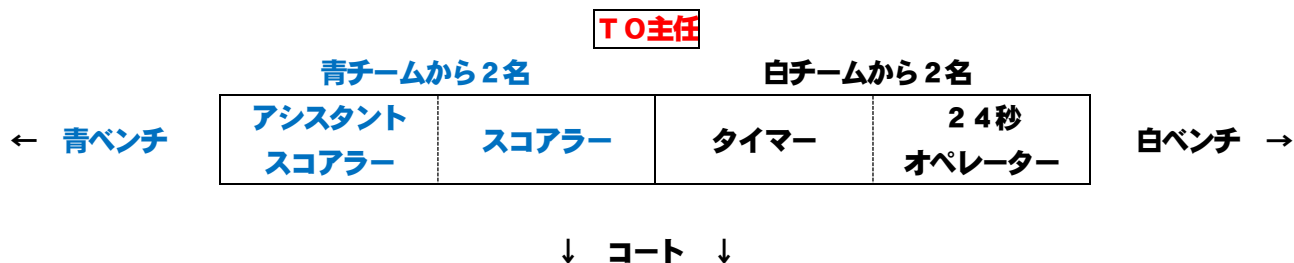 ＴＯ主任
青チームから２名　白チームから２名
←　青ベンチ
アシスタント
スコアラー
スコアラー
タイマー
２４秒
オペレーター
白ベンチ　→
↓　コート　↓